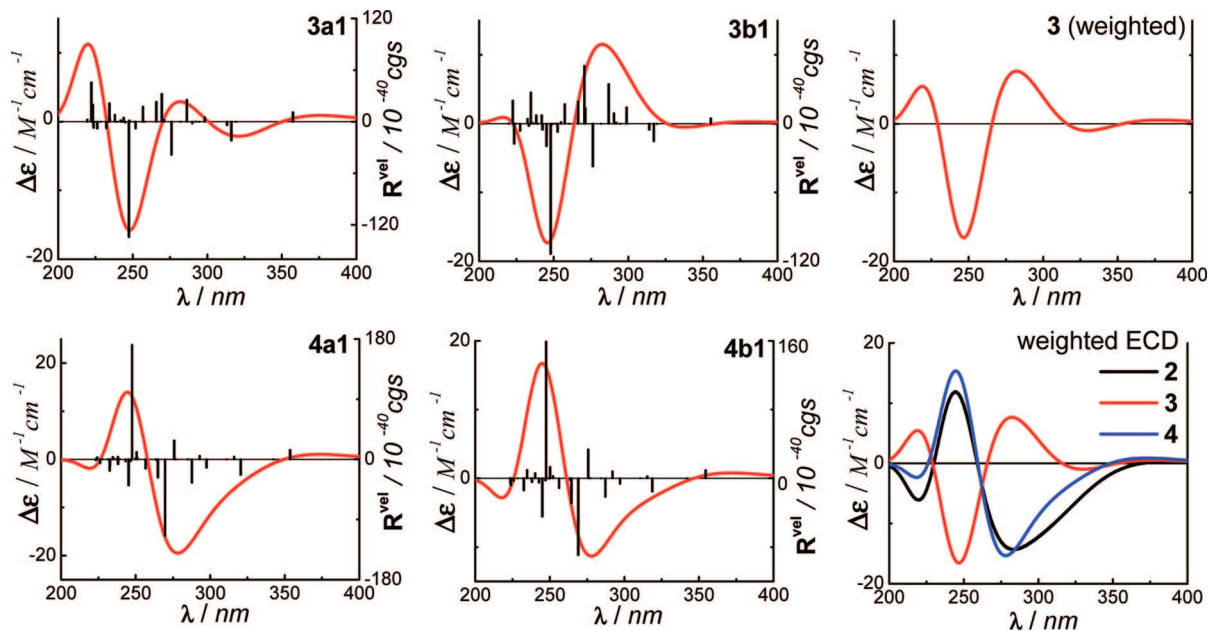 3a1
Δε / M⁻¹cm⁻¹
0
-20
120
0
-120
R^vel / 10⁻⁴⁰cgs
200 250 300 350 400
λ / nm
3b1
Δε / M⁻¹cm⁻¹
0
-20
120
0
-120
R^vel / 10⁻⁴⁰cgs
200 250 300 350 400
λ / nm
3 (weighted)
Δε / M⁻¹cm⁻¹
0
-20
200 250 300 350 400
λ / nm
4a1
Δε / M⁻¹cm⁻¹
20
0
-20
180
0
-180
R^vel / 10⁻⁴⁰cgs
200 250 300 350 400
λ / nm
4b1
Δε / M⁻¹cm⁻¹
20
0
160
0
R^vel / 10⁻⁴⁰cgs
200 250 300 350 400
λ / nm
weighted ECD
2
3
4
Δε / M⁻¹cm⁻¹
20
0
-20
200 250 300 350 400
λ / nm